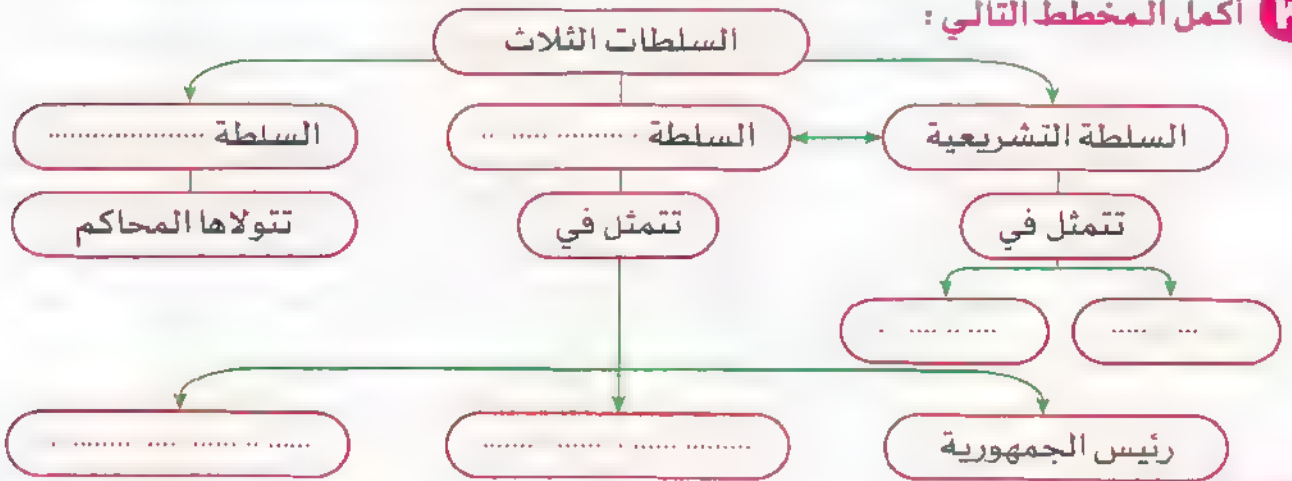 أكمل المخطط التالي :
السلطات الثلاث
السلطة التشريعية
السلطة ....................
السلطة ....................
تتمثل في
تتمثل في
تتولاها المحاكم
..........
..........
رئيس الجمهورية
....................
....................